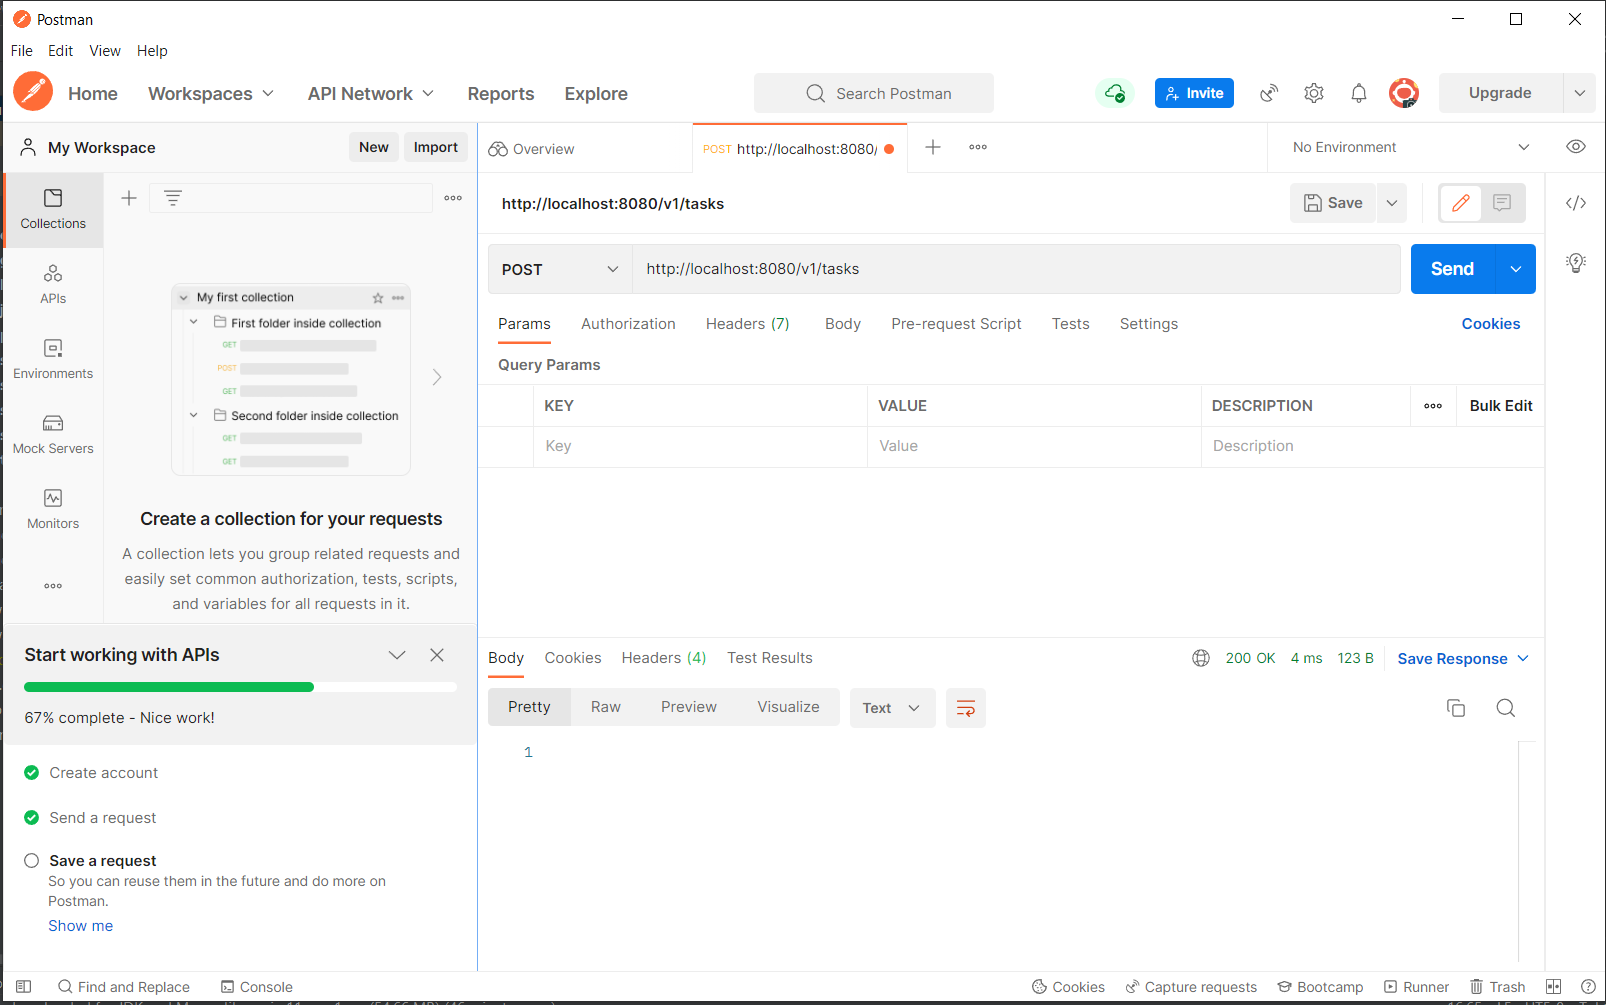 Postman
File Edit View Help
Home Workspaces API Network Reports Explore Search Postman Invite Upgrade
My Workspace New Import Overview POST http://localhost:8080/ No Environment
Collections
APIs
Environments
Mock Servers
Monitors
My first collection
First folder inside collection
GET
POST
GET
Second folder inside collection
GET
GET
Create a collection for your requests
A collection lets you group related requests and
easily set common authorization, tests, scripts,
and variables for all requests in it.
Start working with APIs
67% complete - Nice work!
Create account
Send a request
Save a request
So you can reuse them in the future and do more on
Postman.
Show me
http://localhost:8080/v1/tasks Save
POST http://localhost:8080/v1/tasks Send
Params Authorization Headers (7) Body Pre-request Script Tests Settings Cookies
Query Params
KEY VALUE DESCRIPTION Bulk Edit
Key Value Description
Body Cookies Headers (4) Test Results 200 OK 4 ms 123 B Save Response
Pretty Raw Preview Visualize Text
1
Find and Replace Console Cookies Capture requests Bootcamp Runner Trash